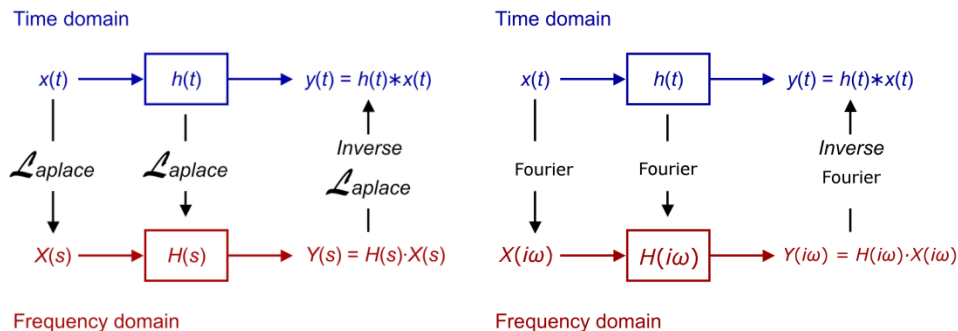 Time domain
x(t)
h(t)
y(t) = h(t)∗x(t)
Laplace
Laplace
Inverse
Laplace
X(s)
H(s)
Y(s) = H(s)·X(s)
Frequency domain
Time domain
x(t)
h(t)
y(t) = h(t)∗x(t)
Fourier
Fourier
Inverse
Fourier
X(iω)
H(iω)
Y(iω) = H(iω)·X(iω)
Frequency domain